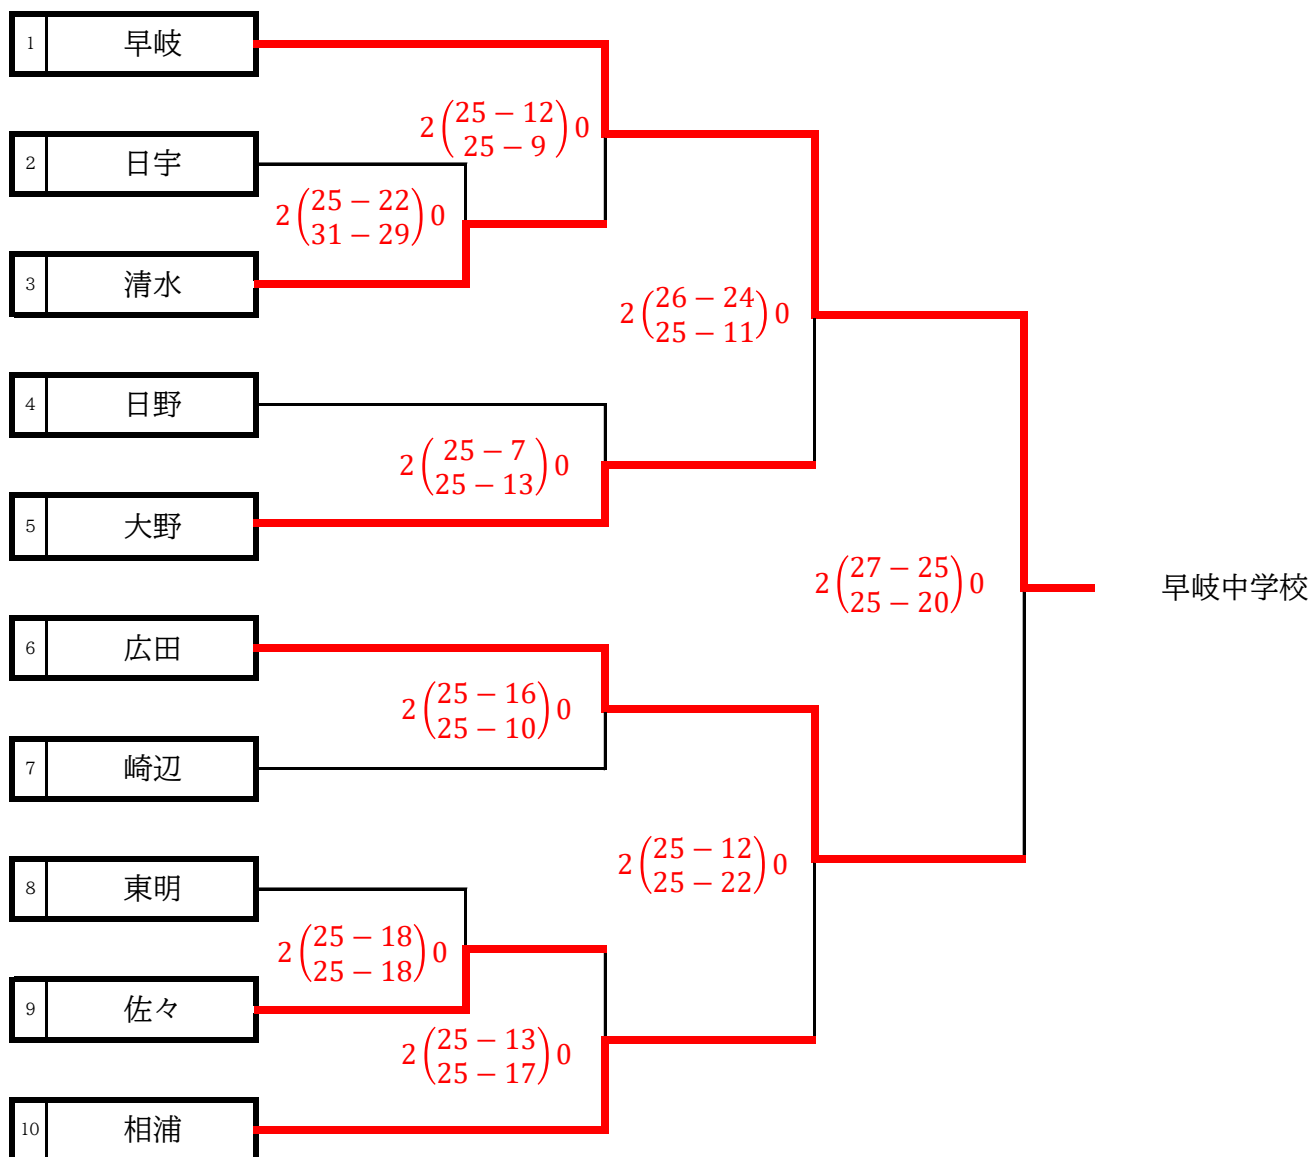 1 早岐
2 (25 − 12
25 − 9) 0
2 日宇
2 (25 − 22
31 − 29) 0
3 清水
2 (26 − 24
25 − 11) 0
4 日野
2 (25 − 7
25 − 13) 0
5 大野
2 (27 − 25
25 − 20) 0
早岐中学校
6 広田
2 (25 − 16
25 − 10) 0
7 崎辺
2 (25 − 12
25 − 22) 0
8 東明
2 (25 − 18
25 − 18) 0
9 佐々
2 (25 − 13
25 − 17) 0
10 相浦